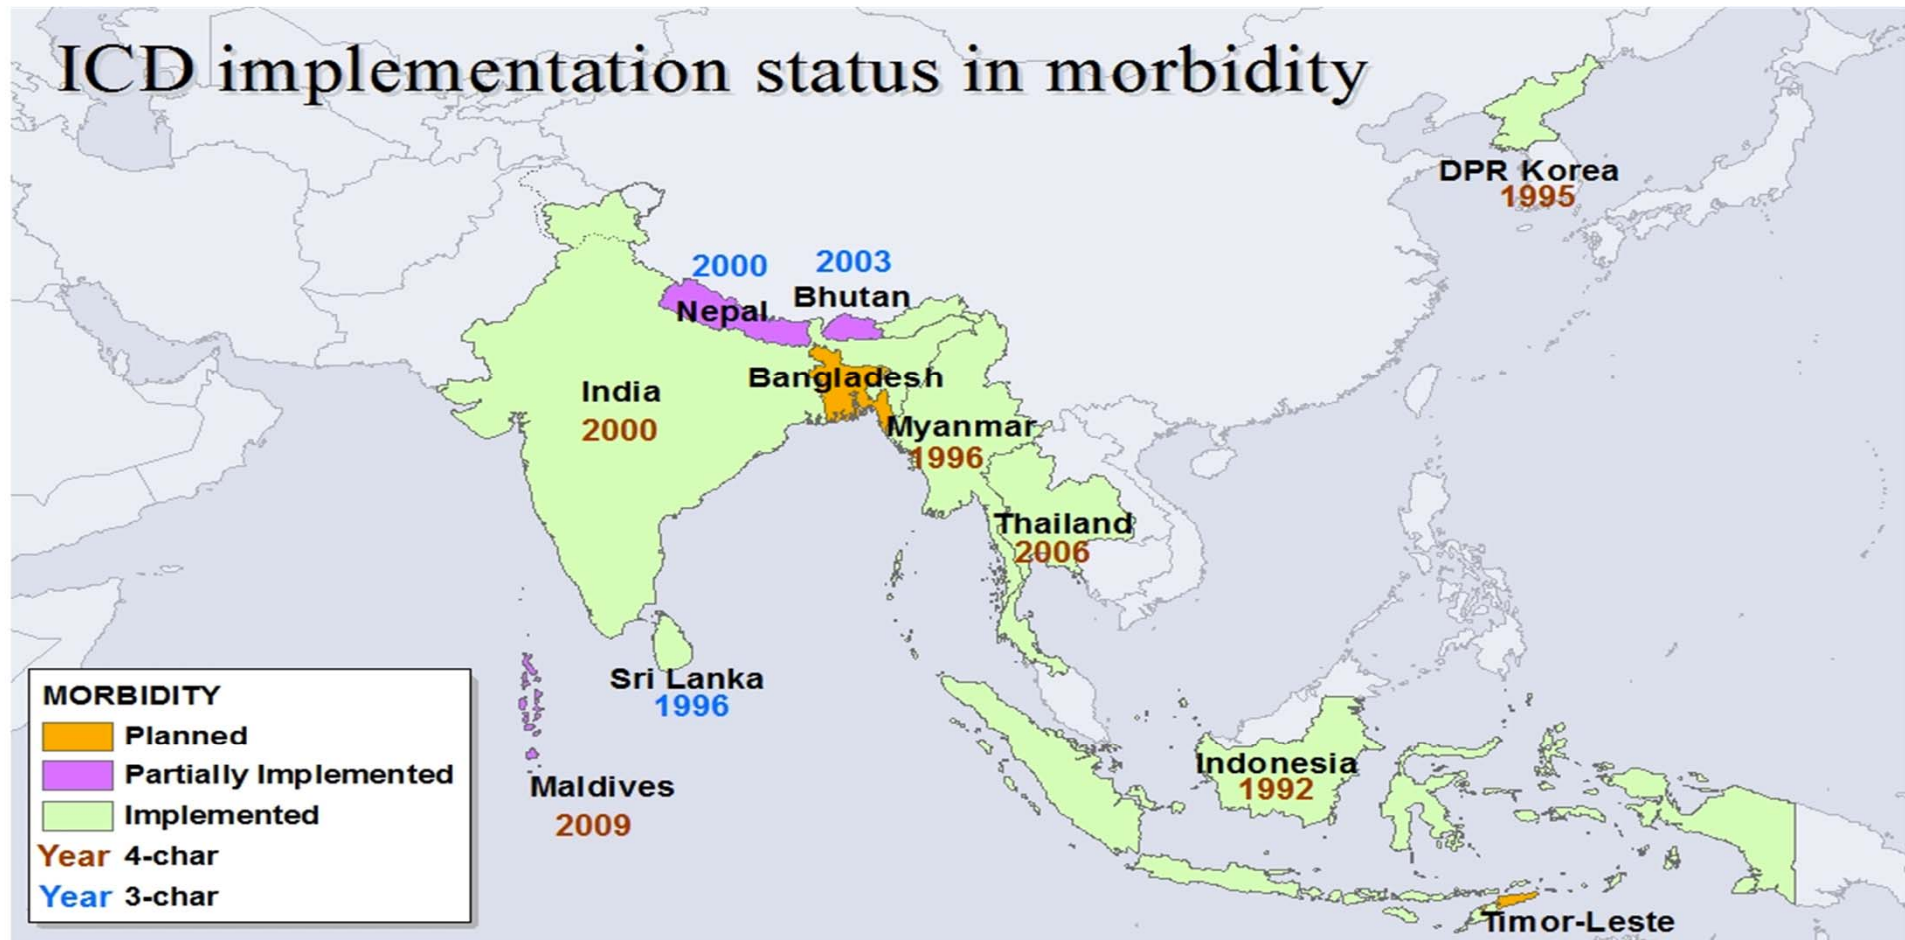 ICD implementation status in morbidity
DPR Korea
1995
2000
2003
Nepal
Bhutan
India
2000
Bangladesh
Myanmar
1996
Thailand
2006
Sri Lanka
1996
Maldives
2009
Indonesia
1992
Timor-Leste
MORBIDITY
Planned
Partially Implemented
Implemented
Year 4-char
Year 3-char